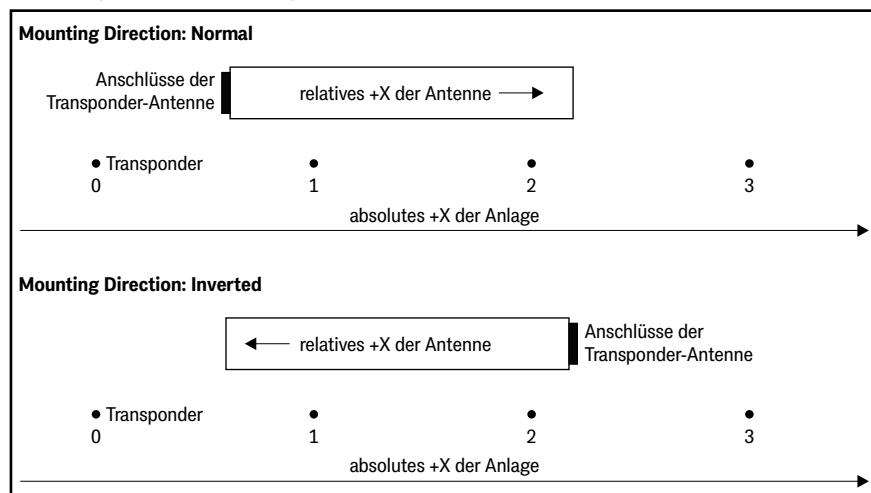 Mounting Direction: Normal
Anschlüsse der
Transponder-Antenne
relatives +X der Antenne
Transponder
0 1 2 3
absolutes +X der Anlage
Mounting Direction: Inverted
relatives +X der Antenne
Anschlüsse der
Transponder-Antenne
Transponder
0 1 2 3
absolutes +X der Anlage